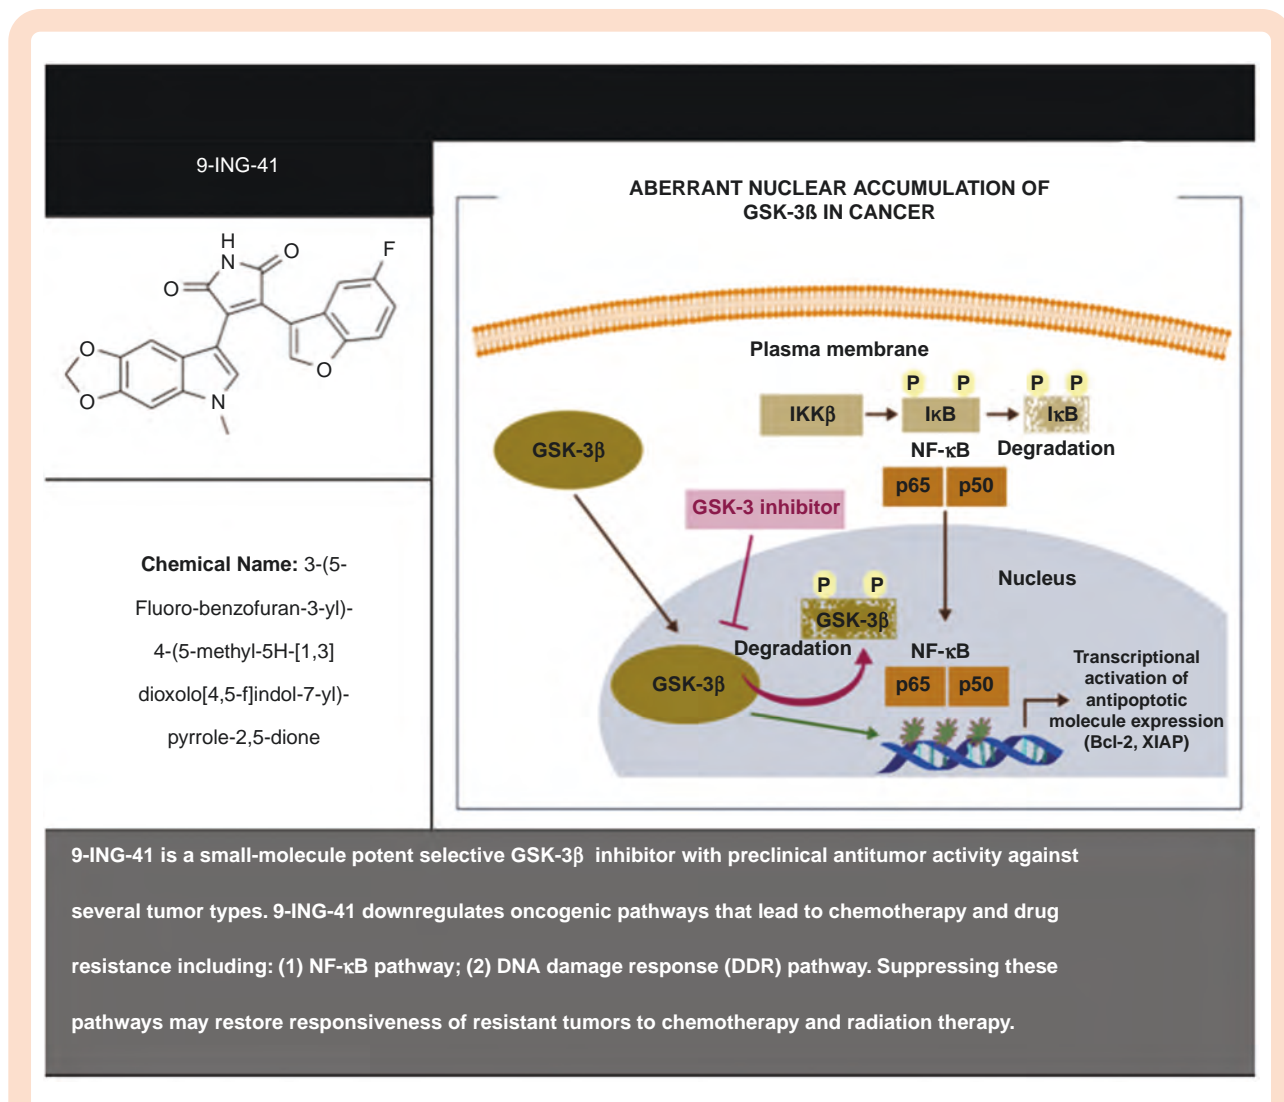 9-ING-41
H
N
O
O
F
O
O
O
N
Chemical Name: 3-(5-
Fluoro-benzofuran-3-yl)-
4-(5-methyl-5H-[1,3]
dioxolo[4,5-f]indol-7-yl)-
pyrrole-2,5-dione
ABERRANT NUCLEAR ACCUMULATION OF
GSK-3ß IN CANCER
Plasma membrane
P P P P
IKKβ IκB IκB
GSK-3β
NF-κB Degradation
p65 p50
GSK-3 inhibitor
Nucleus
P P
GSK-3β
Degradation
GSK-3β
NF-κB
p65 p50
Transcriptional
activation of
antipoptotic
molecule expression
(Bcl-2, XIAP)
9-ING-41 is a small-molecule potent selective GSK-3β inhibitor with preclinical antitumor activity against
several tumor types. 9-ING-41 downregulates oncogenic pathways that lead to chemotherapy and drug
resistance including: (1) NF-κB pathway; (2) DNA damage response (DDR) pathway. Suppressing these
pathways may restore responsiveness of resistant tumors to chemotherapy and radiation therapy.